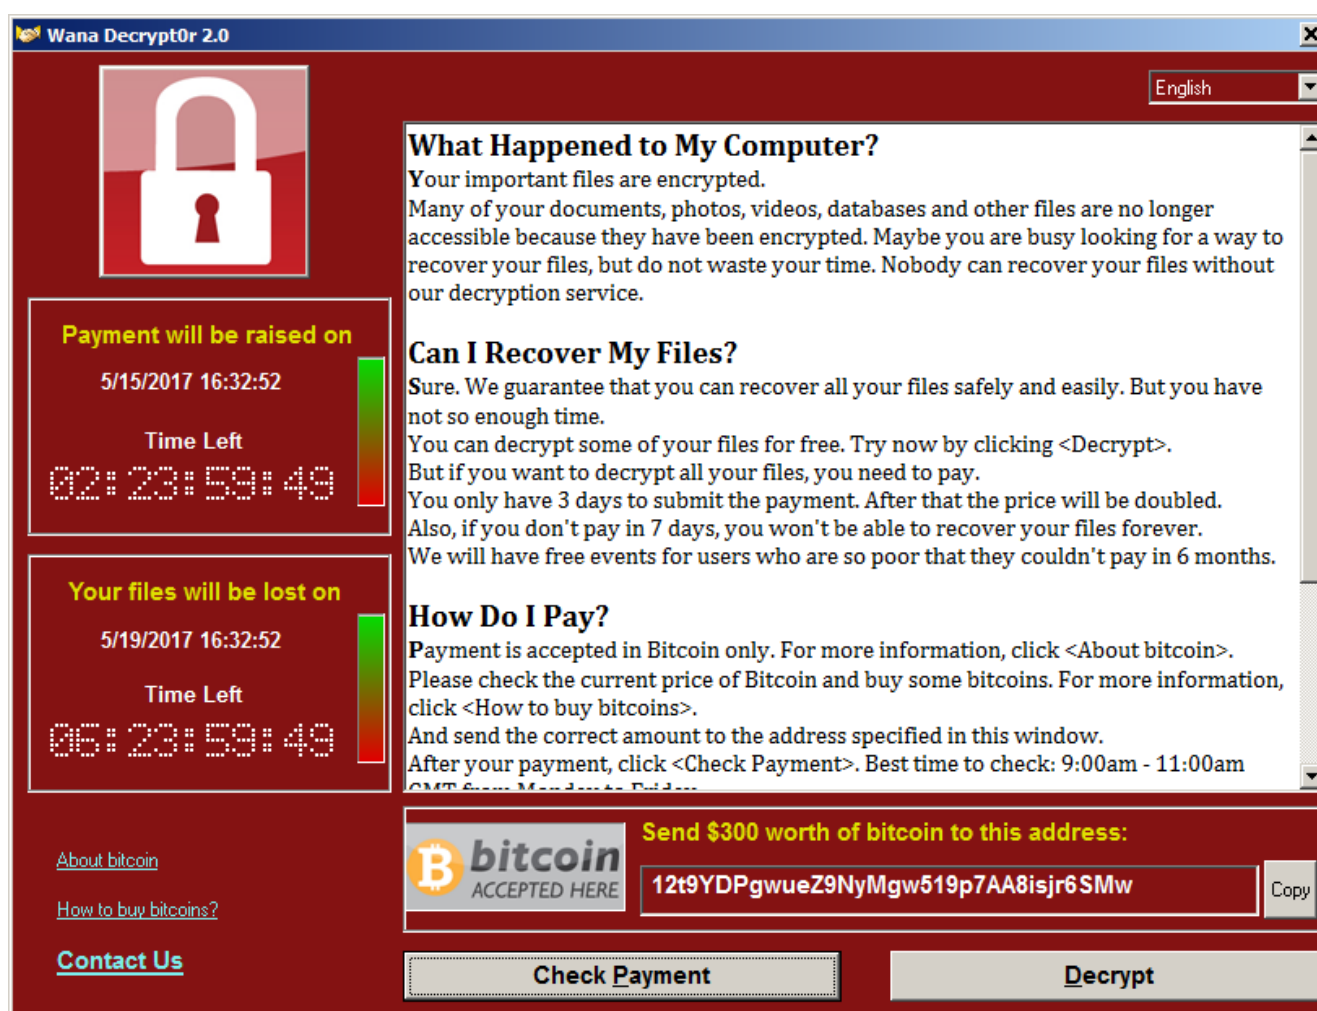 Wana Decrypt0r 2.0
English
What Happened to My Computer?
Your important files are encrypted.
Many of your documents, photos, videos, databases and other files are no longer
accessible because they have been encrypted. Maybe you are busy looking for a way to
recover your files, but do not waste your time. Nobody can recover your files without
our decryption service.
Can I Recover My Files?
Sure. We guarantee that you can recover all your files safely and easily. But you have
not so enough time.
You can decrypt some of your files for free. Try now by clicking <Decrypt>.
But if you want to decrypt all your files, you need to pay.
You only have 3 days to submit the payment. After that the price will be doubled.
Also, if you don't pay in 7 days, you won't be able to recover your files forever.
We will have free events for users who are so poor that they couldn't pay in 6 months.
How Do I Pay?
Payment is accepted in Bitcoin only. For more information, click <About bitcoin>.
Please check the current price of Bitcoin and buy some bitcoins. For more information,
click <How to buy bitcoins>.
And send the correct amount to the address specified in this window.
After your payment, click <Check Payment>. Best time to check: 9:00am - 11:00am
GMT from Monday to Friday.
Payment will be raised on
5/15/2017 16:32:52
Time Left
02:23:59:49
Your files will be lost on
5/19/2017 16:32:52
Time Left
06:23:59:49
About bitcoin
How to buy bitcoins?
Contact Us
bitcoin
ACCEPTED HERE
Send $300 worth of bitcoin to this address:
12t9YDPgwueZ9NyMgw519p7AA8isjr6SMw
Copy
Check Payment
Decrypt